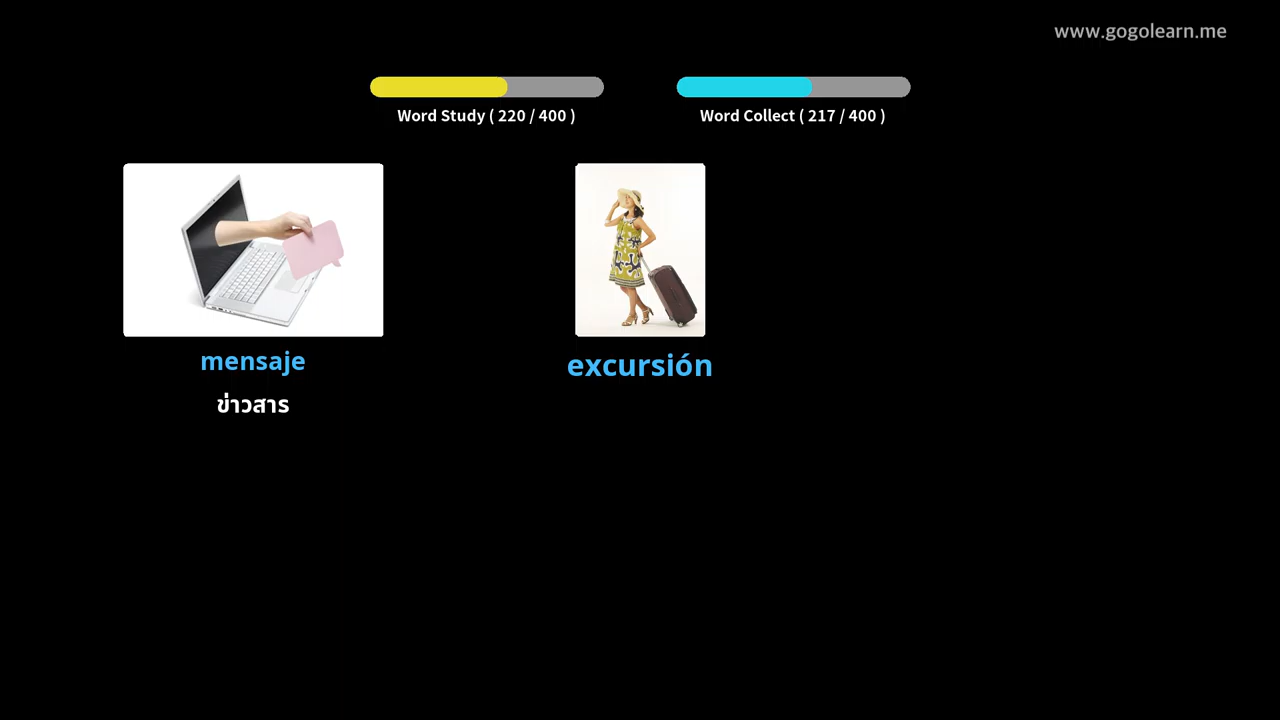 www.gogolearn.me
Word Study ( 220 / 400 )
Word Collect ( 217 / 400 )
mensaje
ข่าวสาร
excursión